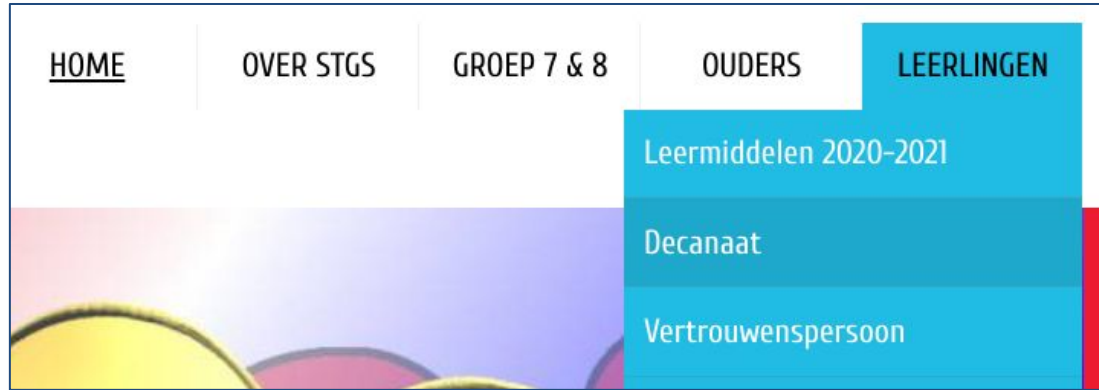 HOME OVER STGS GROEP 7 & 8 OUDERS LEERLINGEN
Leermiddelen 2020-2021
Decanaat
Vertrouwenspersoon